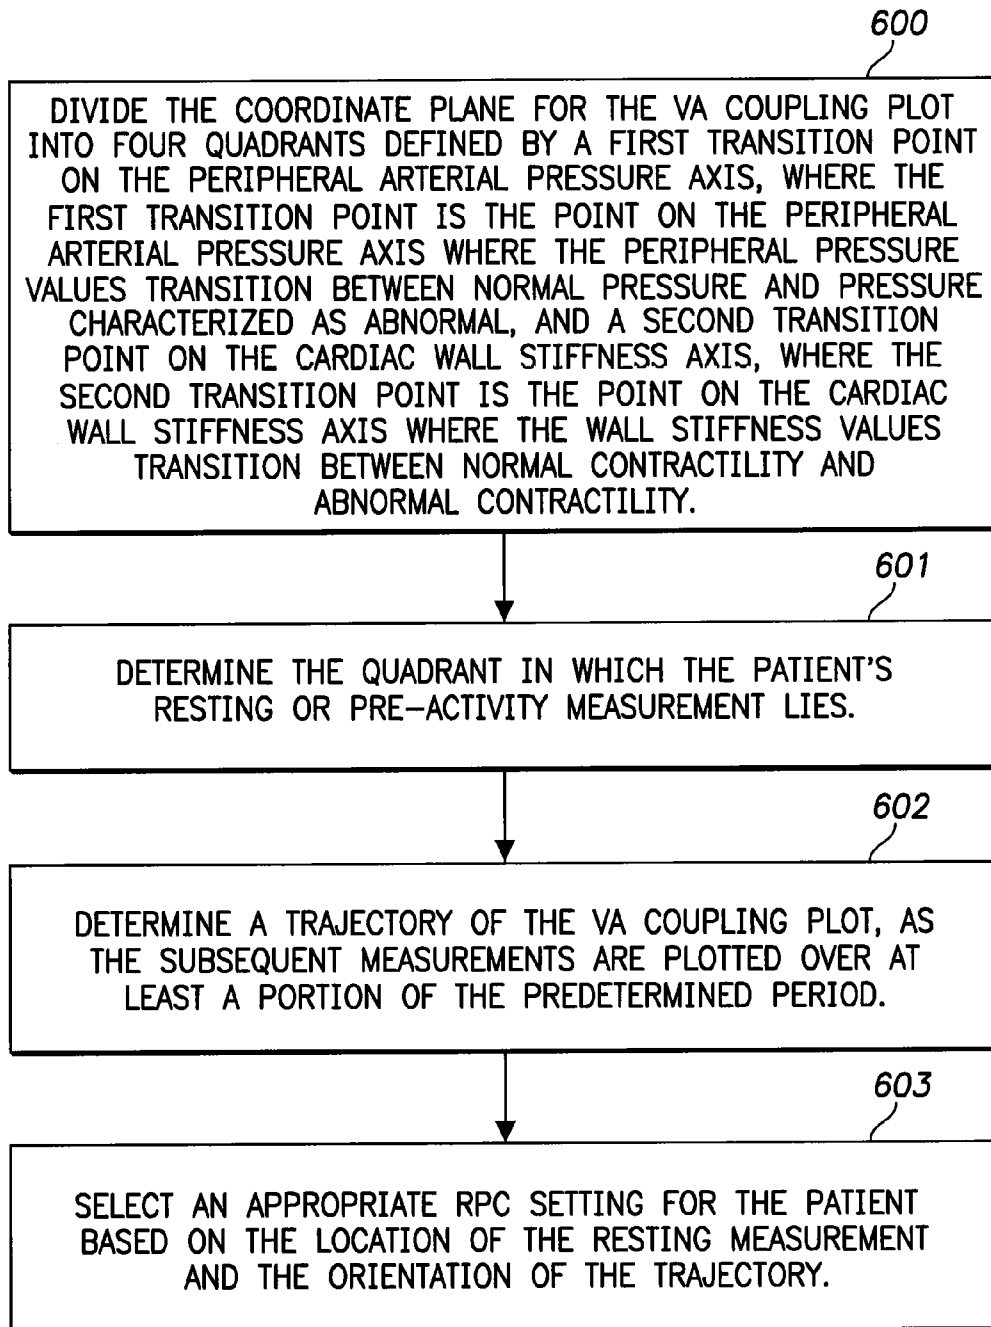 600
DIVIDE THE COORDINATE PLANE FOR THE VA COUPLING PLOT
INTO FOUR QUADRANTS DEFINED BY A FIRST TRANSITION POINT
ON THE PERIPHERAL ARTERIAL PRESSURE AXIS, WHERE THE
FIRST TRANSITION POINT IS THE POINT ON THE PERIPHERAL
ARTERIAL PRESSURE AXIS WHERE THE PERIPHERAL PRESSURE
VALUES TRANSITION BETWEEN NORMAL PRESSURE AND PRESSURE
CHARACTERIZED AS ABNORMAL, AND A SECOND TRANSITION
POINT ON THE CARDIAC WALL STIFFNESS AXIS, WHERE THE
SECOND TRANSITION POINT IS THE POINT ON THE CARDIAC
WALL STIFFNESS AXIS WHERE THE WALL STIFFNESS VALUES
TRANSITION BETWEEN NORMAL CONTRACTILITY AND
ABNORMAL CONTRACTILITY.
601
DETERMINE THE QUADRANT IN WHICH THE PATIENT'S
RESTING OR PRE-ACTIVITY MEASUREMENT LIES.
602
DETERMINE A TRAJECTORY OF THE VA COUPLING PLOT, AS
THE SUBSEQUENT MEASUREMENTS ARE PLOTTED OVER AT
LEAST A PORTION OF THE PREDETERMINED PERIOD.
603
SELECT AN APPROPRIATE RPC SETTING FOR THE PATIENT
BASED ON THE LOCATION OF THE RESTING MEASUREMENT
AND THE ORIENTATION OF THE TRAJECTORY.